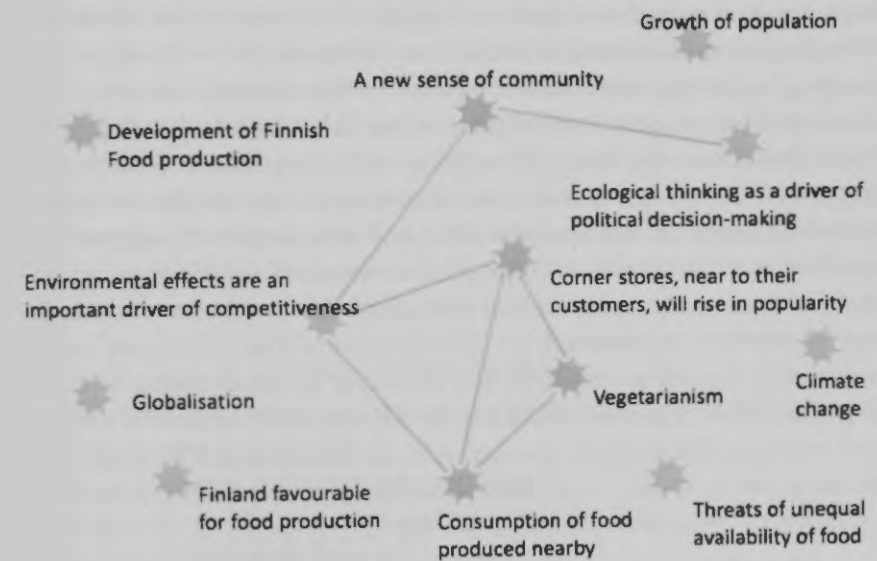 Growth of population
A new sense of community
Development of Finnish
Food production
Ecological thinking as a driver of
political decision-making
Environmental effects are an
important driver of competitiveness
Corner stores, near to their
customers, will rise in popularity
Climate
change
Vegetarianism
Globalisation
Finland favourable
for food production
Consumption of food
produced nearby
Threats of unequal
availability of food